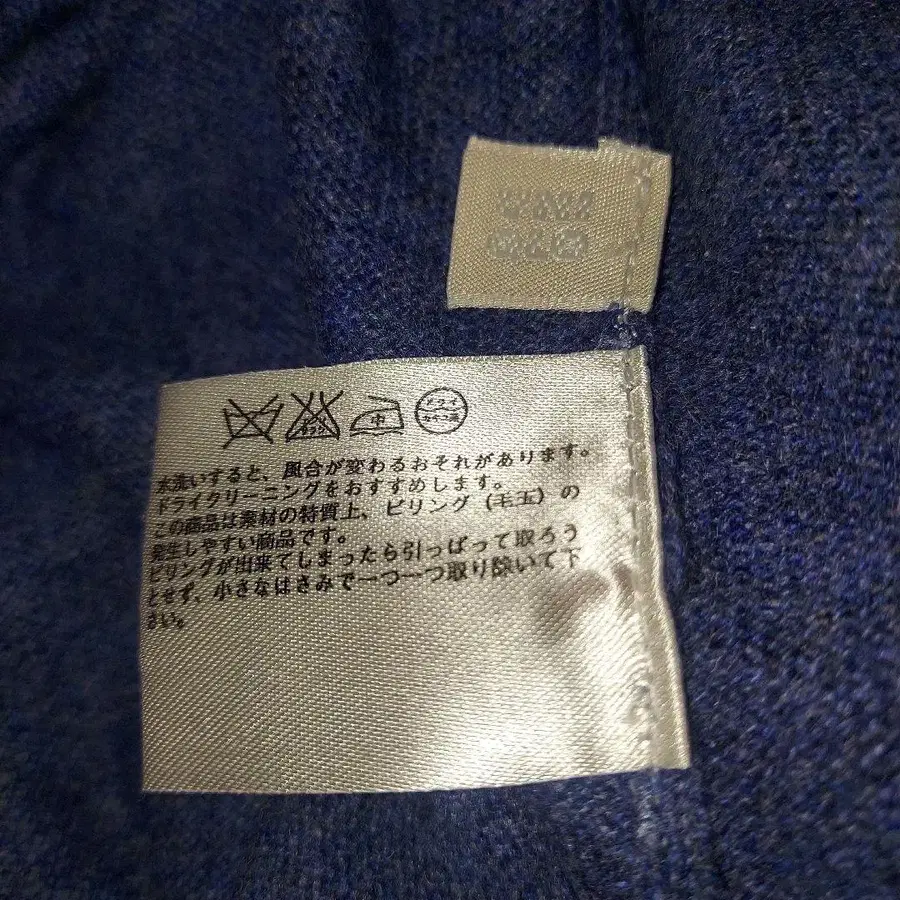 中
ドライ
水洗いすると、風合が変わるおそれがあります。
ドライクリーニングをおすすめします。
この商品は素材の特質上、ピリング（毛玉）の
発生しやすい商品です。
ピリングが出来てしまったら引っぱって取ろう
とせず、小さなはさみで一つ一つ取り除いて下
さい。